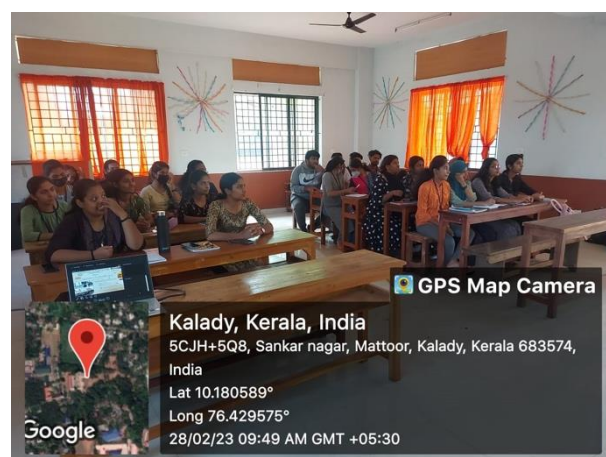 GPS Map Camera
Kalady, Kerala, India
5CJH+5Q8, Sankar nagar, Mattoor, Kalady, Kerala 683574,
India
Lat 10.180589°
Long 76.429575°
28/02/23 09:49 AM GMT +05:30
Google